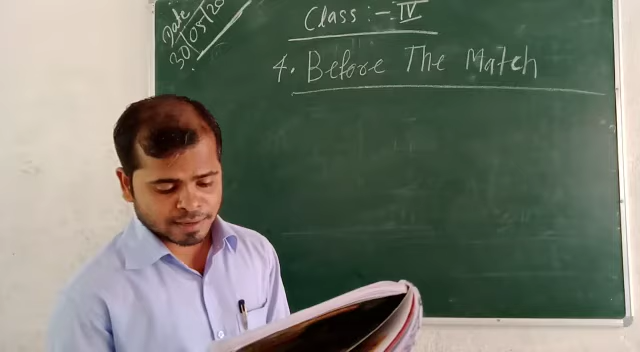 Date
30/05/20
Class :- IV
4. Before The Match